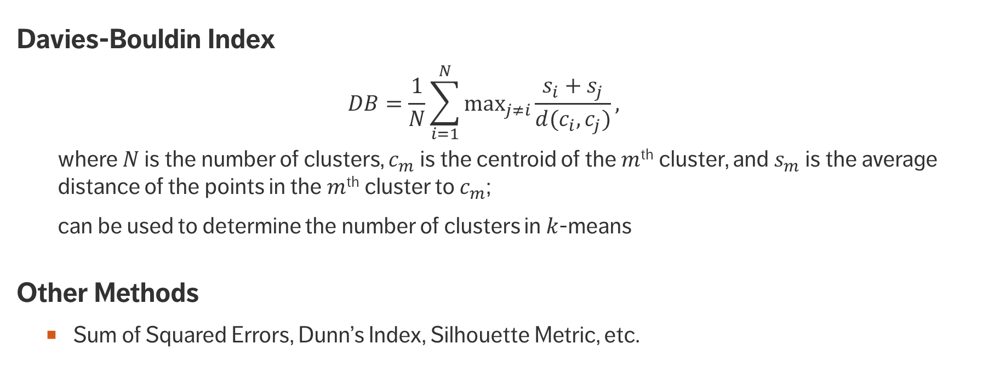 Davies-Bouldin Index
$DB = \frac{1}{N} \sum_{i=1}^{N} \max_{j \neq i} \frac{s_i + s_j}{d(c_i, c_j)},$
where $N$ is the number of clusters, $c_m$ is the centroid of the $m^{\text{th}}$ cluster, and $s_m$ is the average
distance of the points in the $m^{\text{th}}$ cluster to $c_m$;
can be used to determine the number of clusters in $k$-means
Other Methods
▪ Sum of Squared Errors, Dunn’s Index, Silhouette Metric, etc.